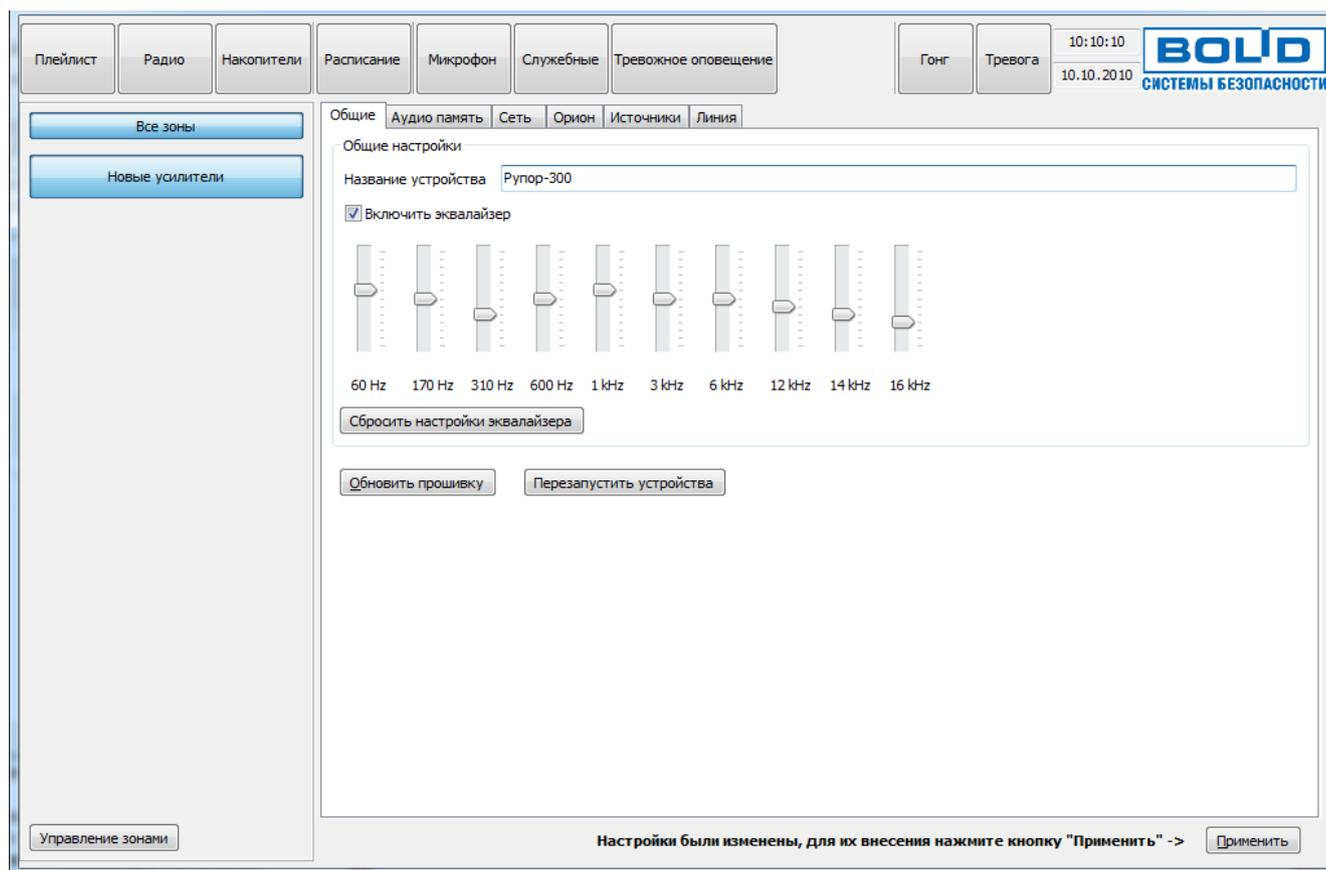 Плейлист Радио Накопители Расписание Микрофон Служебные Тревожное оповещение Гонг Тревога 10:10:10
10.10.2010
BOLID
СИСТЕМЫ БЕЗОПАСНОСТИ
Все зоны
Новые усилители
Управление зонами
Общие Аудио память Сеть Орион Источники Линия
Общие настройки
Название устройства Рупор-300
Включить эквалайзер
60 Hz 170 Hz 310 Hz 600 Hz 1 kHz 3 kHz 6 kHz 12 kHz 14 kHz 16 kHz
Сбросить настройки эквалайзера
Обновить прошивку Перезапустить устройства
Настройки были изменены, для их внесения нажмите кнопку "Применить" -> Применить